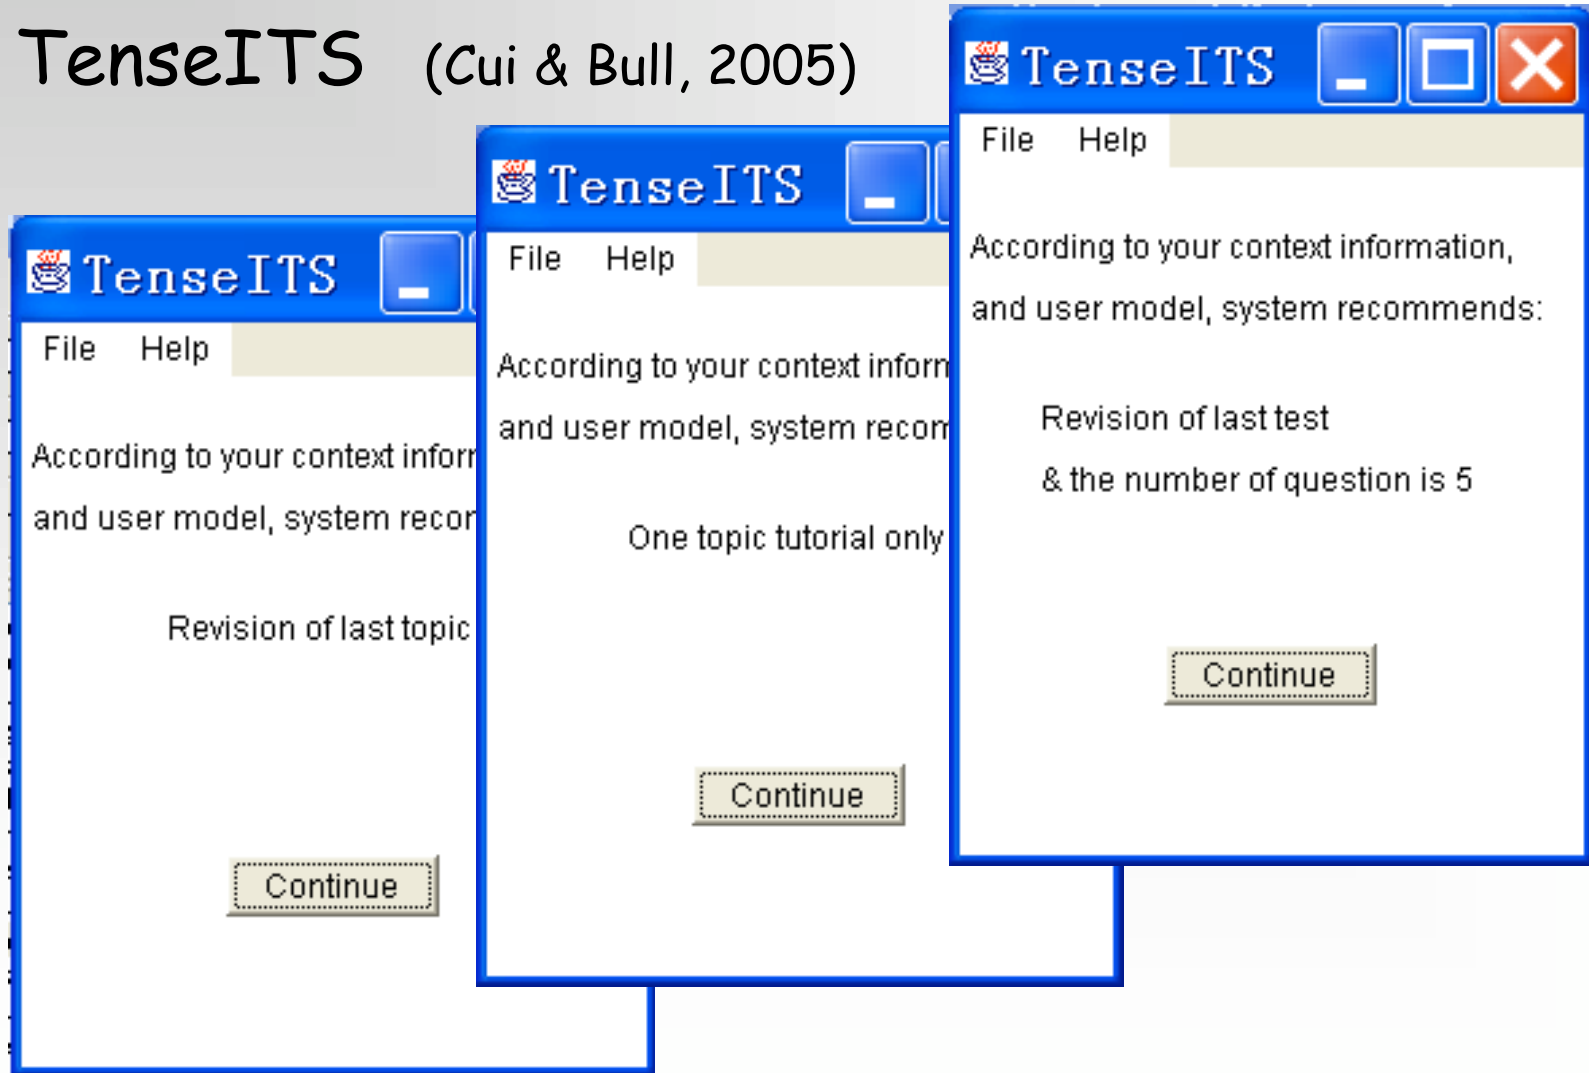 TenseITS (Cui & Bull, 2005)
TenseITS
File Help
According to your context inforr
and user model, system recor
Revision of last topic
Continue
TenseITS
File Help
According to your context inforn
and user model, system recom
One topic tutorial only
Continue
TenseITS
File Help
According to your context information,
and user model, system recommends:
Revision of last test
& the number of question is 5
Continue